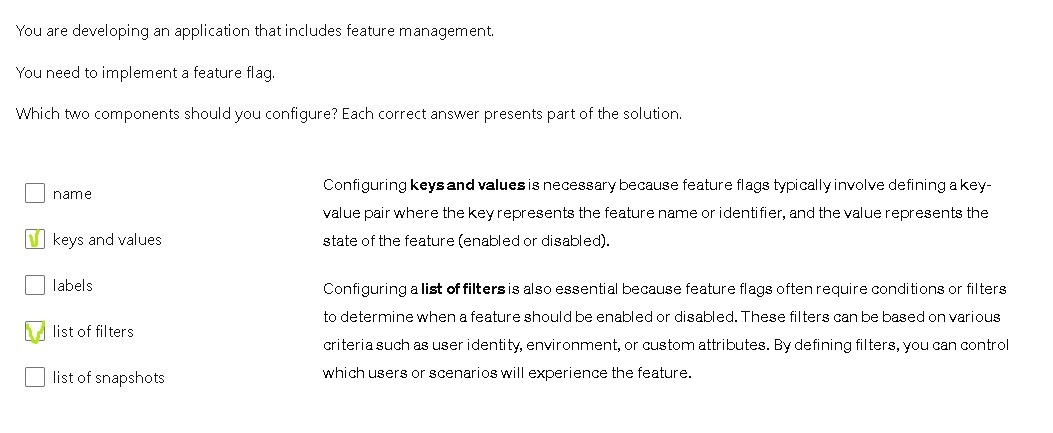 You are developing an application that includes feature management.
You need to implement a feature flag.
Which two components should you configure? Each correct answer presents part of the solution.
name
keys and values
labels
list of filters
list of snapshots
Configuring keys and values is necessary because feature flags typically involve defining a key-
value pair where the key represents the feature name or identifier, and the value represents the
state of the feature (enabled or disabled).
Configuring a list of filters is also essential because feature flags often require conditions or filters
to determine when a feature should be enabled or disabled. These filters can be based on various
criteria such as user identity, environment, or custom attributes. By defining filters, you can control
which users or scenarios will experience the feature.